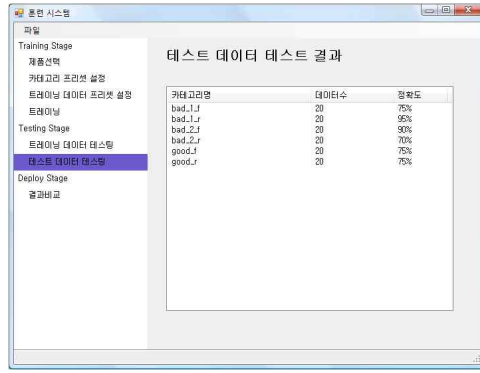 훈련 시스템
파일
Training Stage
제품선택
카테고리 프리셋 설정
트레이닝 데이터 프리셋 설정
트레이닝
Testing Stage
트레이닝 데이터 테스팅
테스트 데이터 테스팅
Deploy Stage
결과비교
테스트 데이터 테스트 결과
카테고리명 데이터수 정확도
bad_1_f 20 75%
bad_1_r 20 95%
bad_2_f 20 90%
bad_2_r 20 70%
good_f 20 75%
good_r 20 75%